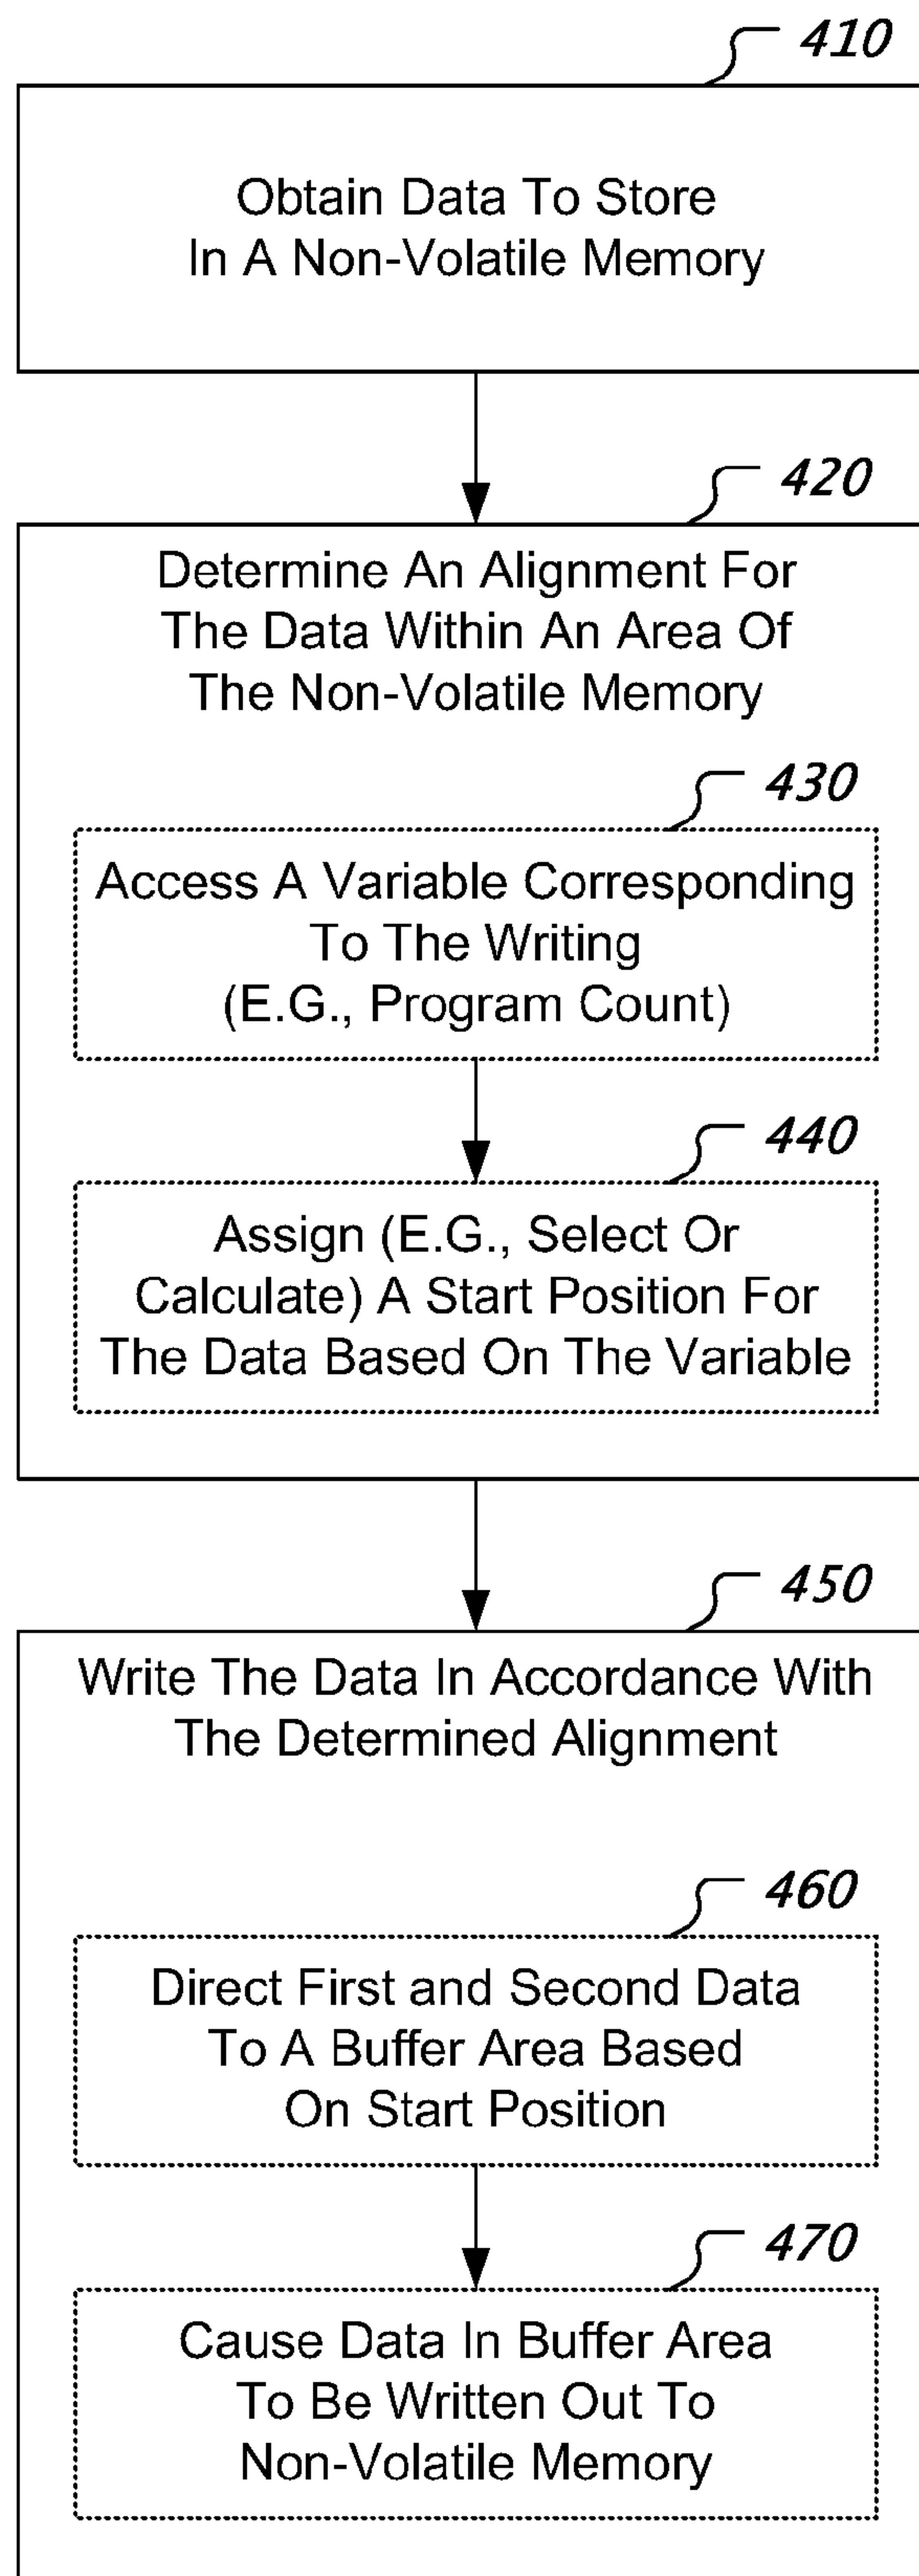 410
Obtain Data To Store
In A Non-Volatile Memory
420
Determine An Alignment For
The Data Within An Area Of
The Non-Volatile Memory
430
Access A Variable Corresponding
To The Writing
(E.G., Program Count)
440
Assign (E.G., Select Or
Calculate) A Start Position For
The Data Based On The Variable
450
Write The Data In Accordance With
The Determined Alignment
460
Direct First and Second Data
To A Buffer Area Based
On Start Position
470
Cause Data In Buffer Area
To Be Written Out To
Non-Volatile Memory